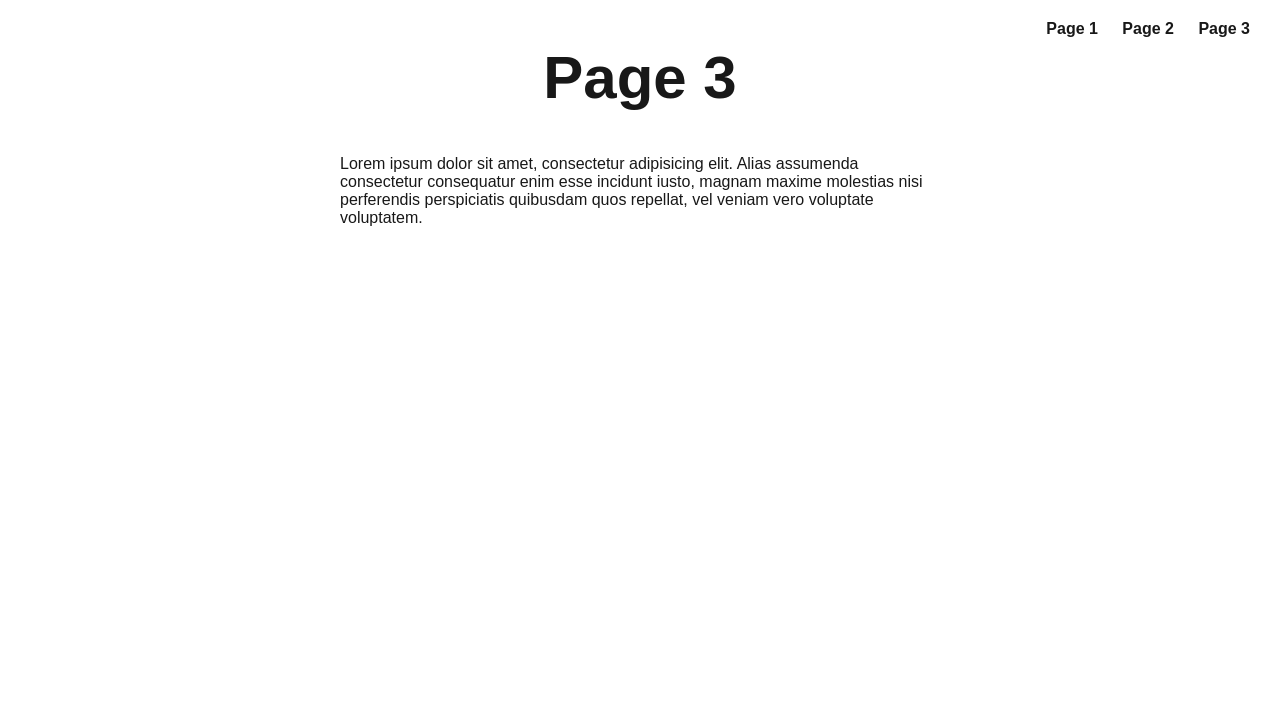 Page 1 Page 2 Page 3
Page 3
Lorem ipsum dolor sit amet, consectetur adipisicing elit. Alias assumenda
consectetur consequatur enim esse incidunt iusto, magnam maxime molestias nisi
perferendis perspiciatis quibusdam quos repellat, vel veniam vero voluptate
voluptatem.